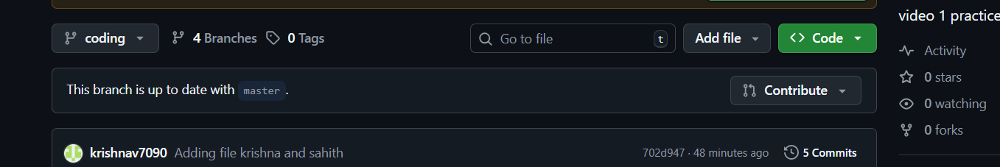 video 1 practice
coding
4 Branches
0 Tags
Go to file
t
Add file
Code
Activity
This branch is up to date with master.
Contribute
0 stars
0 watching
0 forks
krishnav7090 Adding file krishna and sahith
702d947 · 48 minutes ago
5 Commits